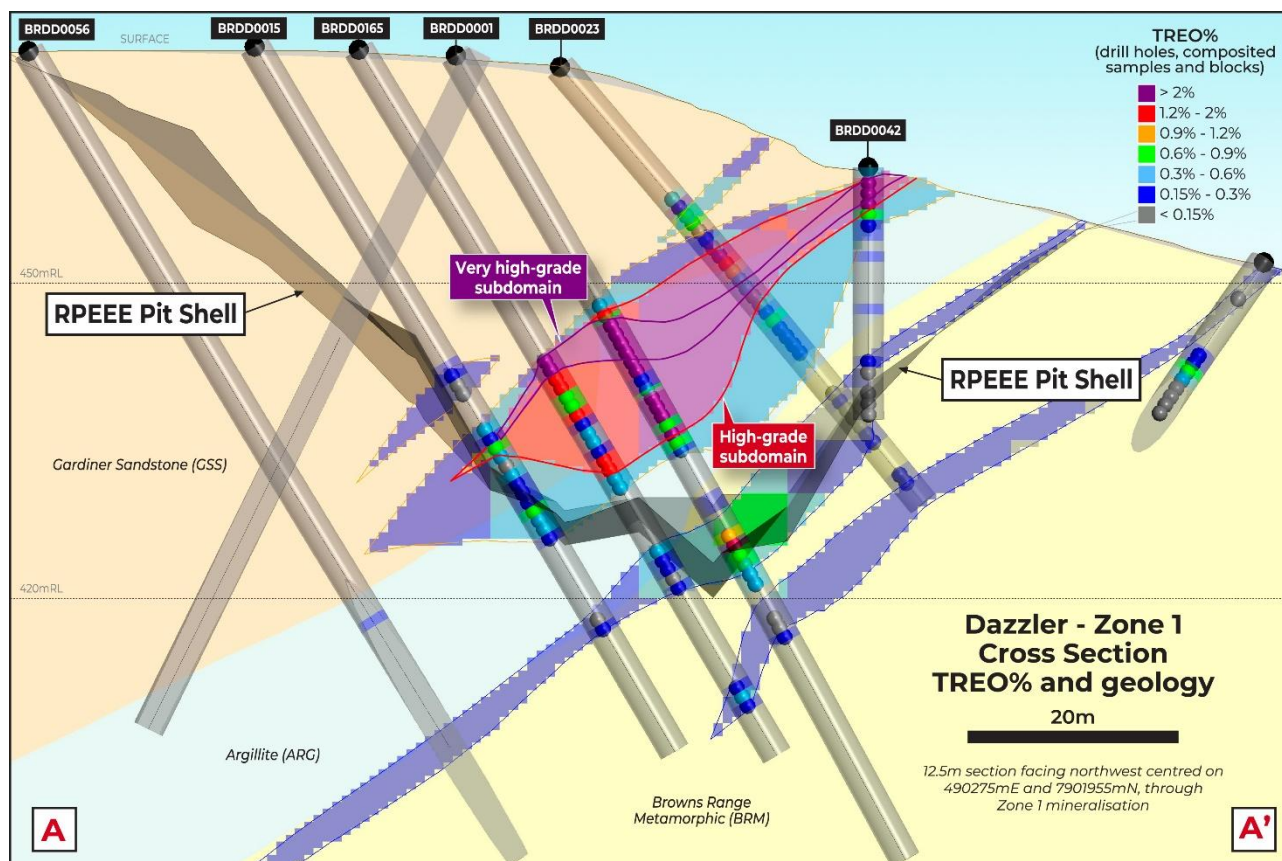 BRDD0056
BRDD0015
BRDD0165
BRDD0001
BRDD0023
SURFACE
TREO%
(drill holes, composited
samples and blocks)
> 2%
1.2% - 2%
0.9% - 1.2%
0.6% - 0.9%
0.3% - 0.6%
0.15% - 0.3%
< 0.15%
BRDD0042
450mRL
Very high-grade
subdomain
RPEEE Pit Shell
RPEEE Pit Shell
High-grade
subdomain
Gardiner Sandstone (GSS)
420mRL
Dazzler - Zone 1
Cross Section
TREO% and geology
20m
Argillite (ARG)
12.5m section facing northwest centred on
490275mE and 7901955mN, through
Zone 1 mineralisation
Browns Range
Metamorphic (BRM)
A
A'